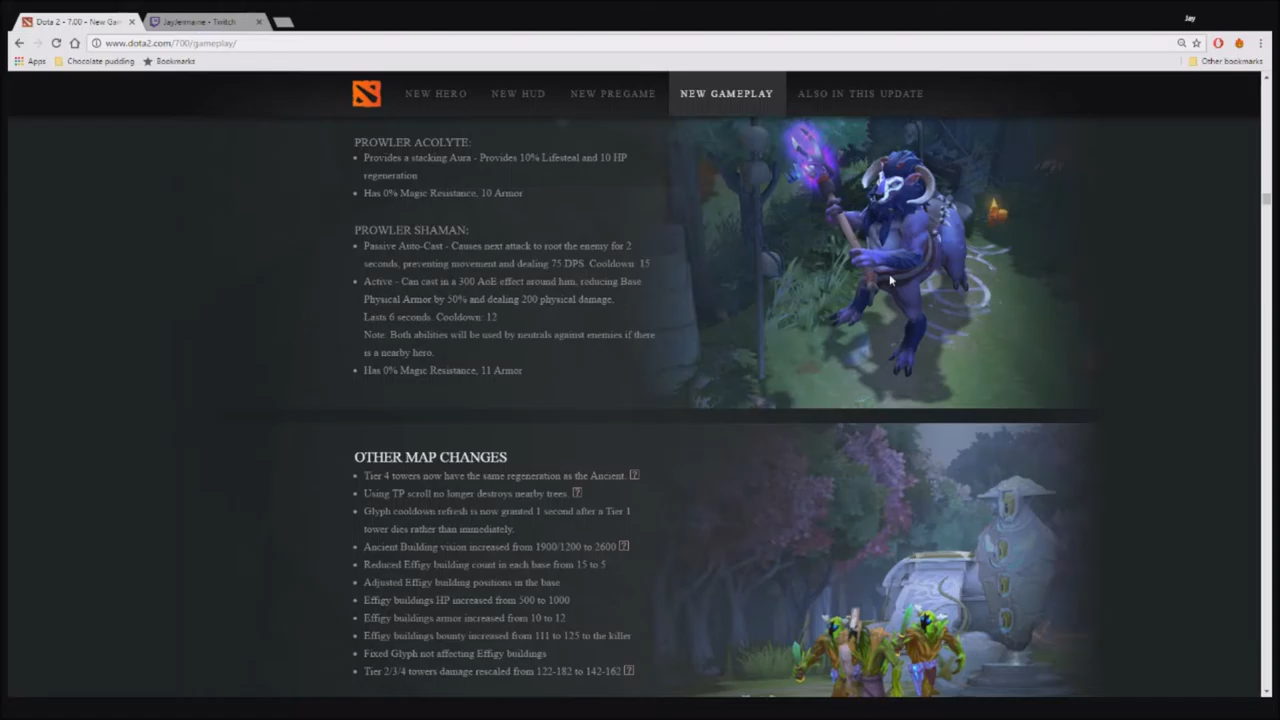 Dota 2 - 7.00 - New Gam
JayJermaine - Twitch
Jay
www.dota2.com/700/gameplay/
Apps
Chocolate pudding
Bookmarks
Other bookmarks
NEW HERO
NEW HUD
NEW PREGAME
NEW GAMEPLAY
ALSO IN THIS UPDATE
PROWLER ACOLYTE:
• Provides a stacking Aura - Provides 10% Lifesteal and 10 HP
regeneration
• Has 0% Magic Resistance, 10 Armor
PROWLER SHAMAN:
• Passive Auto-Cast - Causes next attack to root the enemy for 2
seconds, preventing movement and dealing 75 DPS. Cooldown: 15
• Active - Can cast in a 300 AoE effect around him, reducing Base
Physical Armor by 50% and dealing 200 physical damage.
Lasts 6 seconds. Cooldown: 12
Note: Both abilities will be used by neutrals against enemies if there
is a nearby hero.
• Has 0% Magic Resistance, 11 Armor
OTHER MAP CHANGES
• Tier 4 towers now have the same regeneration as the Ancient. [?]
• Using TP scroll no longer destroys nearby trees. [?]
• Glyph cooldown refresh is now granted 1 second after a Tier 1
tower dies rather than immediately.
• Ancient Building vision increased from 1900/1200 to 2600 [?]
• Reduced Effigy building count in each base from 15 to 5
• Adjusted Effigy building positions in the base
• Effigy buildings HP increased from 500 to 1000
• Effigy buildings armor increased from 10 to 12
• Effigy buildings bounty increased from 111 to 125 to the killer
• Fixed Glyph not affecting Effigy buildings
• Tier 2/3/4 towers damage rescaled from 122-182 to 142-162 [?]